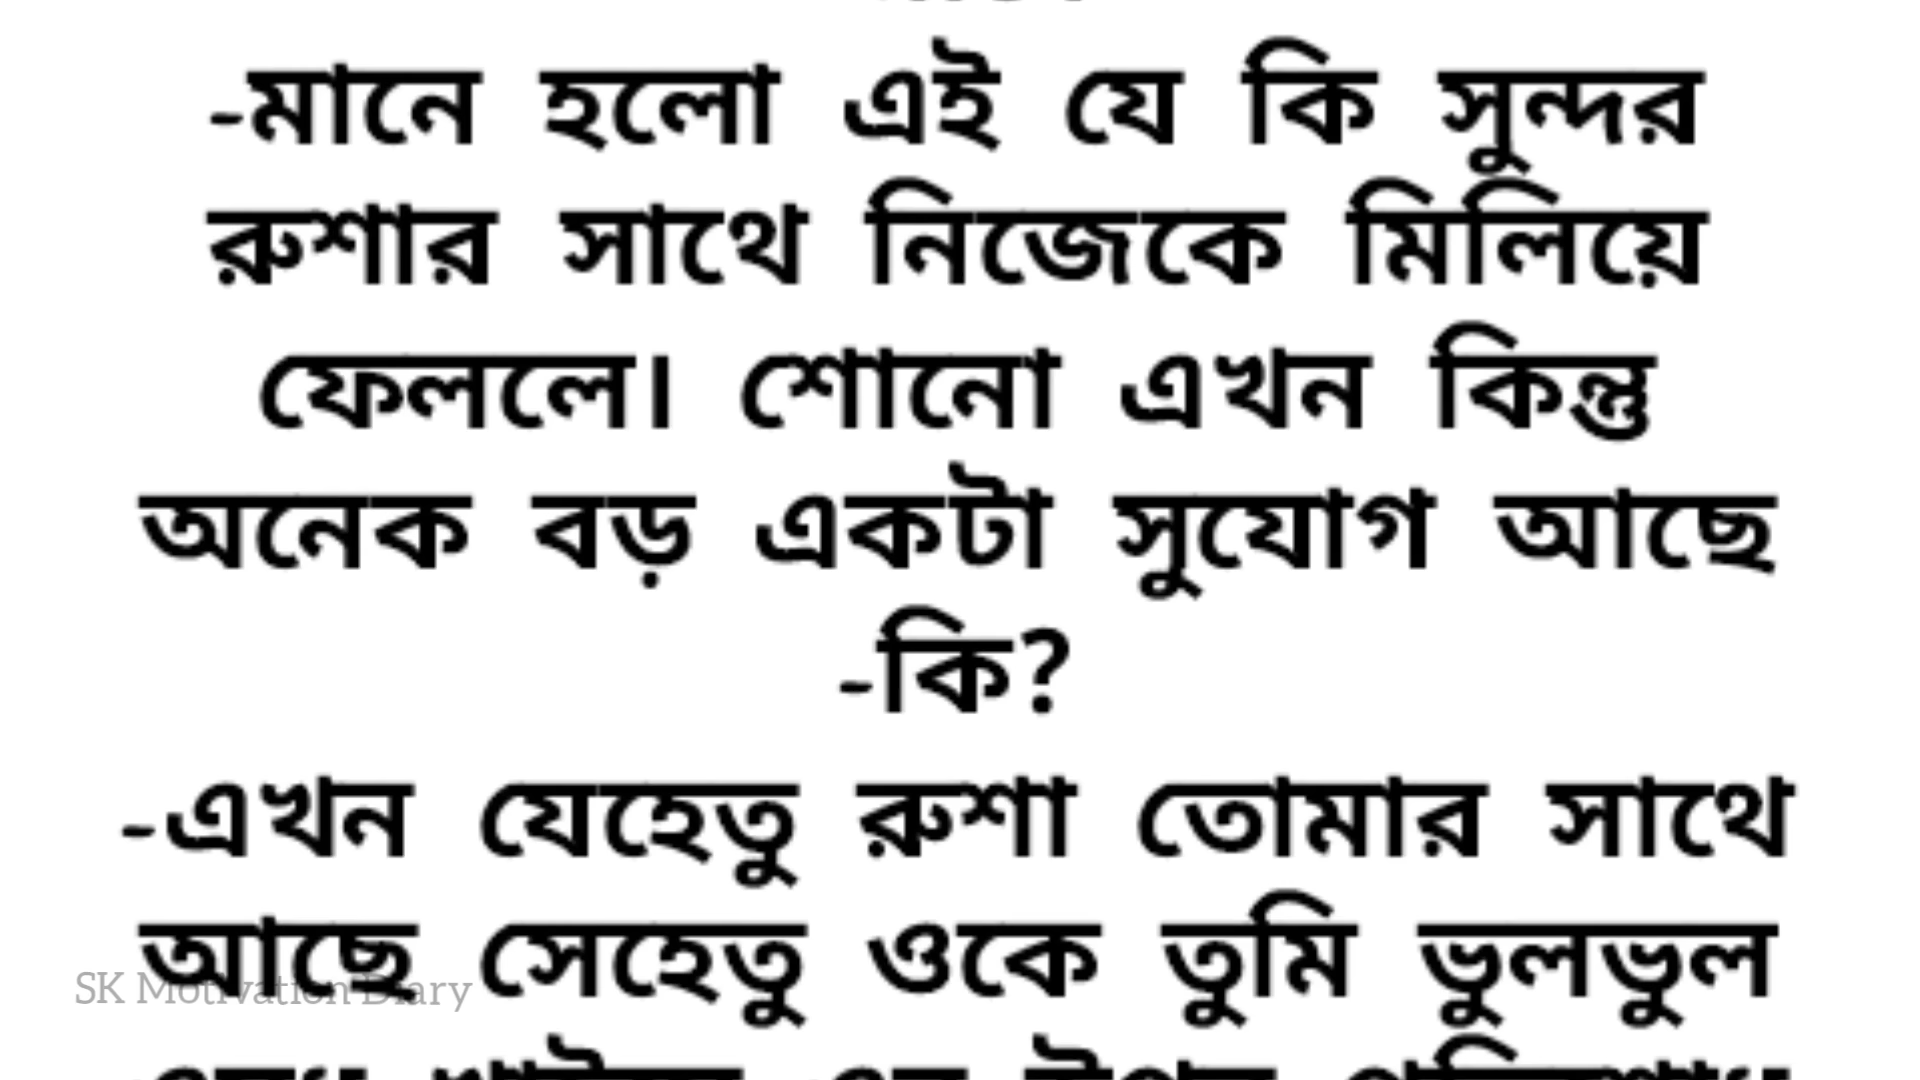 -মানে হলো এই যে কি সুন্দর
রুশার সাথে নিজেকে মিলিয়ে
ফেললে। শোনো এখন কিন্তু
অনেক বড় একটা সুযোগ আছে
-কি?
-এখন যেহেতু রুশা তোমার সাথে
আছে সেহেতু ওকে তুমি ভুলভুল
SK Motivation Diary